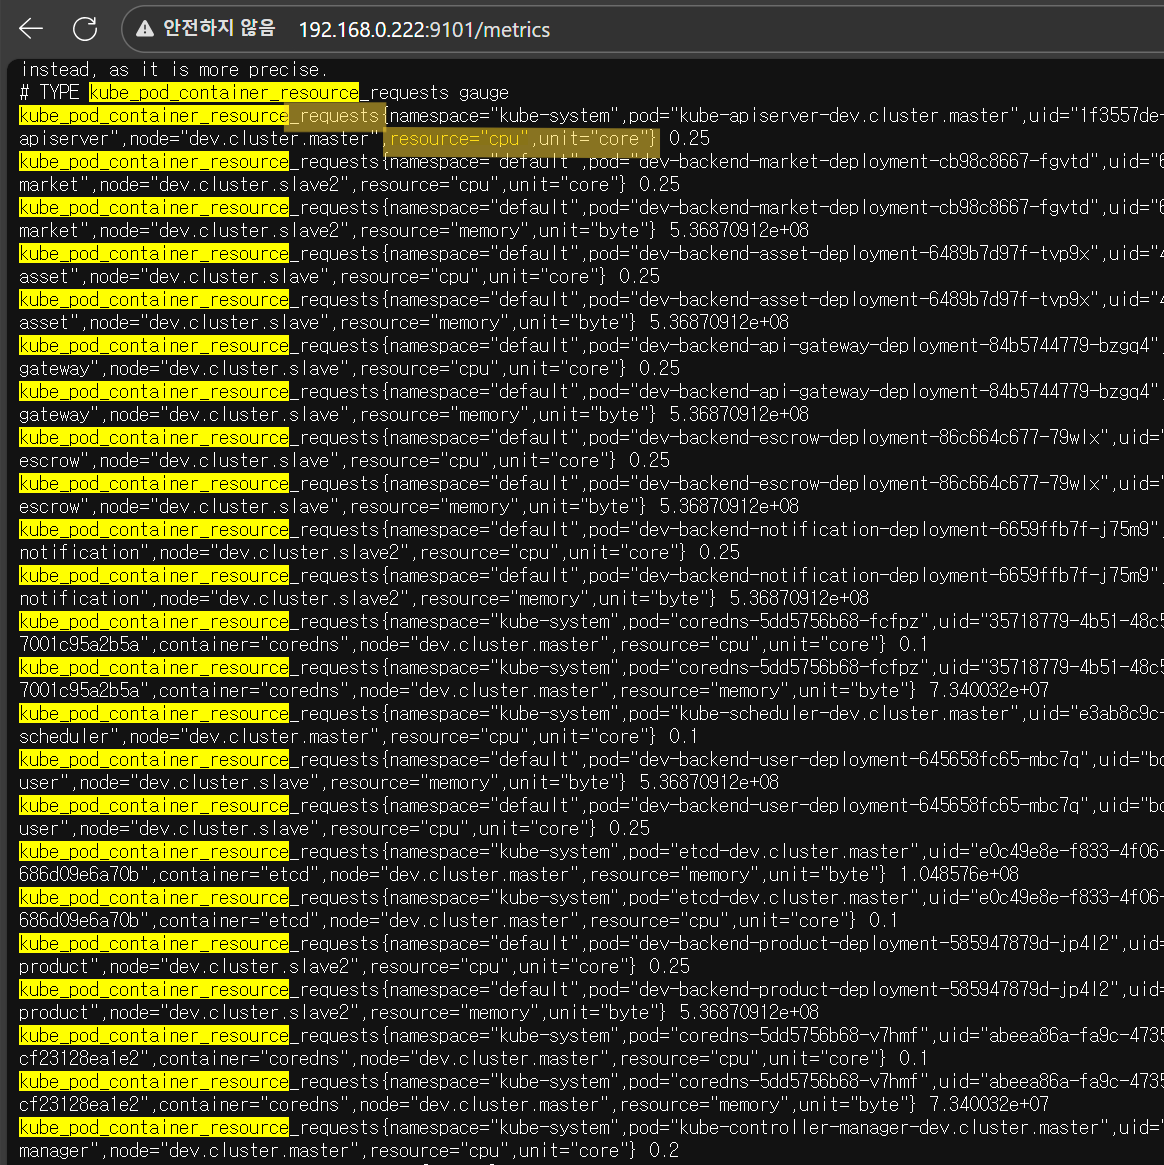 안전하지 않음 192.168.0.222:9101/metrics
instead, as it is more precise.
# TYPE kube_pod_container_resource_requests gauge
kube_pod_container_resource_requests{namespace="kube-system",pod="kube-apiserver-dev.cluster.master",uid="1f3557de-
apiserver",node="dev.cluster.master",resource="cpu",unit="core"} 0.25
kube_pod_container_resource_requests{namespace="default",pod="dev-backend-market-deployment-cb98c8667-fgvtd",uid="6
market",node="dev.cluster.slave2",resource="cpu",unit="core"} 0.25
kube_pod_container_resource_requests{namespace="default",pod="dev-backend-market-deployment-cb98c8667-fgvtd",uid="6
market",node="dev.cluster.slave2",resource="memory",unit="byte"} 5.36870912e+08
kube_pod_container_resource_requests{namespace="default",pod="dev-backend-asset-deployment-6489b7d97f-tvp9x",uid="4
asset",node="dev.cluster.slave",resource="cpu",unit="core"} 0.25
kube_pod_container_resource_requests{namespace="default",pod="dev-backend-asset-deployment-6489b7d97f-tvp9x",uid="4
asset",node="dev.cluster.slave",resource="memory",unit="byte"} 5.36870912e+08
kube_pod_container_resource_requests{namespace="default",pod="dev-backend-api-gateway-deployment-84b5744779-bzgq4",
gateway",node="dev.cluster.slave",resource="cpu",unit="core"} 0.25
kube_pod_container_resource_requests{namespace="default",pod="dev-backend-api-gateway-deployment-84b5744779-bzgq4",
gateway",node="dev.cluster.slave",resource="memory",unit="byte"} 5.36870912e+08
kube_pod_container_resource_requests{namespace="default",pod="dev-backend-escrow-deployment-86c664c677-79wlx",uid="
escrow",node="dev.cluster.slave",resource="cpu",unit="core"} 0.25
kube_pod_container_resource_requests{namespace="default",pod="dev-backend-escrow-deployment-86c664c677-79wlx",uid="
escrow",node="dev.cluster.slave",resource="memory",unit="byte"} 5.36870912e+08
kube_pod_container_resource_requests{namespace="default",pod="dev-backend-notification-deployment-6659ffb7f-j75m9",
notification",node="dev.cluster.slave2",resource="cpu",unit="core"} 0.25
kube_pod_container_resource_requests{namespace="default",pod="dev-backend-notification-deployment-6659ffb7f-j75m9",
notification",node="dev.cluster.slave2",resource="memory",unit="byte"} 5.36870912e+08
kube_pod_container_resource_requests{namespace="kube-system",pod="coredns-5dd5756b68-fcfpz",uid="35718779-4b51-48c5
7001c95a2b5a",container="coredns",node="dev.cluster.master",resource="cpu",unit="core"} 0.1
kube_pod_container_resource_requests{namespace="kube-system",pod="coredns-5dd5756b68-fcfpz",uid="35718779-4b51-48c5
7001c95a2b5a",container="coredns",node="dev.cluster.master",resource="memory",unit="byte"} 7.340032e+07
kube_pod_container_resource_requests{namespace="kube-system",pod="kube-scheduler-dev.cluster.master",uid="e3ab8c9c-
scheduler",node="dev.cluster.master",resource="cpu",unit="core"} 0.1
kube_pod_container_resource_requests{namespace="default",pod="dev-backend-user-deployment-645658fc65-mbc7q",uid="bc
user",node="dev.cluster.slave",resource="memory",unit="byte"} 5.36870912e+08
kube_pod_container_resource_requests{namespace="default",pod="dev-backend-user-deployment-645658fc65-mbc7q",uid="bc
user",node="dev.cluster.slave",resource="cpu",unit="core"} 0.25
kube_pod_container_resource_requests{namespace="kube-system",pod="etcd-dev.cluster.master",uid="e0c49e8e-f833-4f06-
686d09e6a70b",container="etcd",node="dev.cluster.master",resource="memory",unit="byte"} 1.048576e+08
kube_pod_container_resource_requests{namespace="kube-system",pod="etcd-dev.cluster.master",uid="e0c49e8e-f833-4f06-
686d09e6a70b",container="etcd",node="dev.cluster.master",resource="cpu",unit="core"} 0.1
kube_pod_container_resource_requests{namespace="default",pod="dev-backend-product-deployment-585947879d-jp4l2",uid=
product",node="dev.cluster.slave2",resource="cpu",unit="core"} 0.25
kube_pod_container_resource_requests{namespace="default",pod="dev-backend-product-deployment-585947879d-jp4l2",uid=
product",node="dev.cluster.slave2",resource="memory",unit="byte"} 5.36870912e+08
kube_pod_container_resource_requests{namespace="kube-system",pod="coredns-5dd5756b68-v7hmf",uid="abeea86a-fa9c-4735
cf23128ea1e2",container="coredns",node="dev.cluster.master",resource="cpu",unit="core"} 0.1
kube_pod_container_resource_requests{namespace="kube-system",pod="coredns-5dd5756b68-v7hmf",uid="abeea86a-fa9c-4735
cf23128ea1e2",container="coredns",node="dev.cluster.master",resource="memory",unit="byte"} 7.340032e+07
kube_pod_container_resource_requests{namespace="kube-system",pod="kube-controller-manager-dev.cluster.master",uid="
manager",node="dev.cluster.master",resource="cpu",unit="core"} 0.2